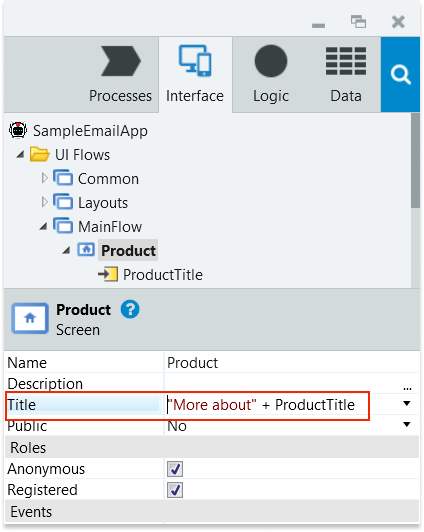 Processes Interface Logic Data
SampleEmailApp
UI Flows
Common
Layouts
MainFlow
Product
ProductTitle
Product ?
Screen
Name Product
Description ...
Title "More about" + ProductTitle
Public No
Roles
Anonymous
Registered
Events